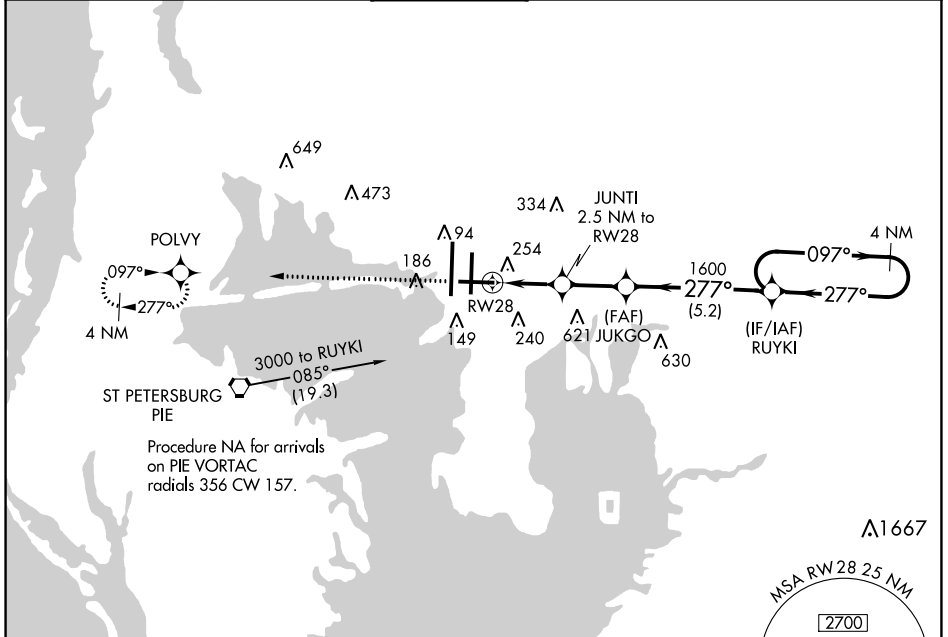 649
473
334
JUNTI
2.5 NM to
RW28
4 NM
POLVY
94
254
097°
097°
186
1600
277°
277°
277°
RW28
(5.2)
4 NM
(FAF)
JUKGO
(IF/IAF)
RUYKI
149
240
621
630
3000 to RUYKI
085°
(19.3)
ST PETERSBURG
PIE
Procedure NA for arrivals
on PIE VORTAC
radials 356 CW 157.
1667
MSA RW28 25 NM
2700